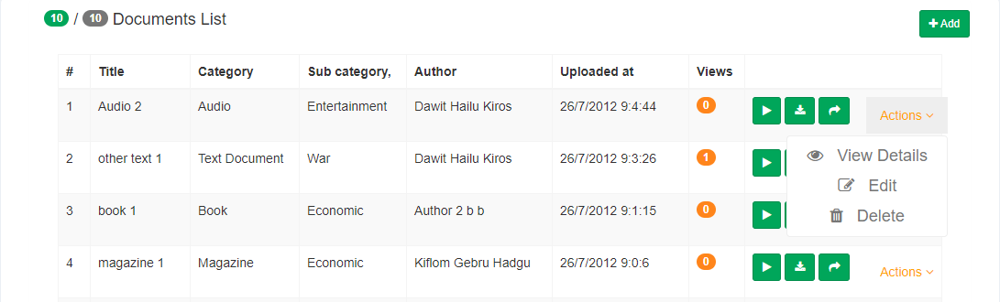 10 / 10 Documents List
Add
# Title Category Sub category, Author Uploaded at Views
1 Audio 2 Audio Entertainment Dawit Hailu Kiros 26/7/2012 9:4:44 0 Actions
2 other text 1 Text Document War Dawit Hailu Kiros 26/7/2012 9:3:26 1
View Details
Edit
3 book 1 Book Economic Author 2 b b 26/7/2012 9:1:15 0
Delete
4 magazine 1 Magazine Economic Kiflom Gebru Hadgu 26/7/2012 9:0:6 0 Actions